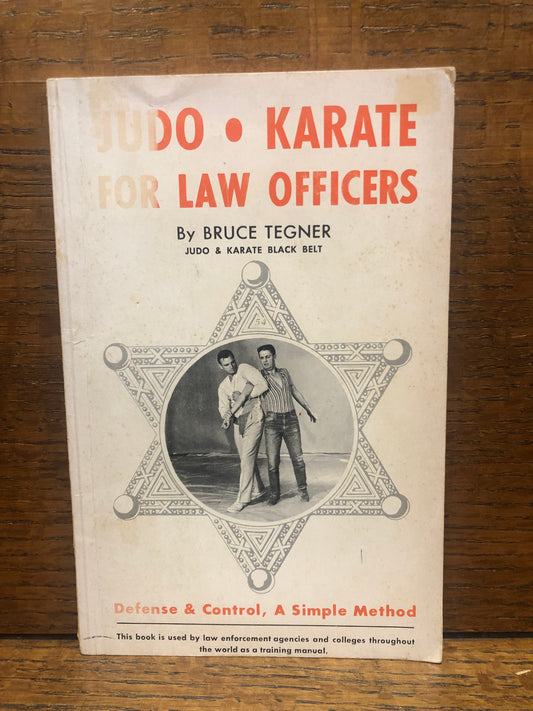 JUDO • KARATE
FOR LAW OFFICERS
By BRUCE TEGNER
JUDO & KARATE BLACK BELT
54
Defense & Control, A Simple Method
This book is used by law enforcement agencies and colleges throughout
the world as a training manual.